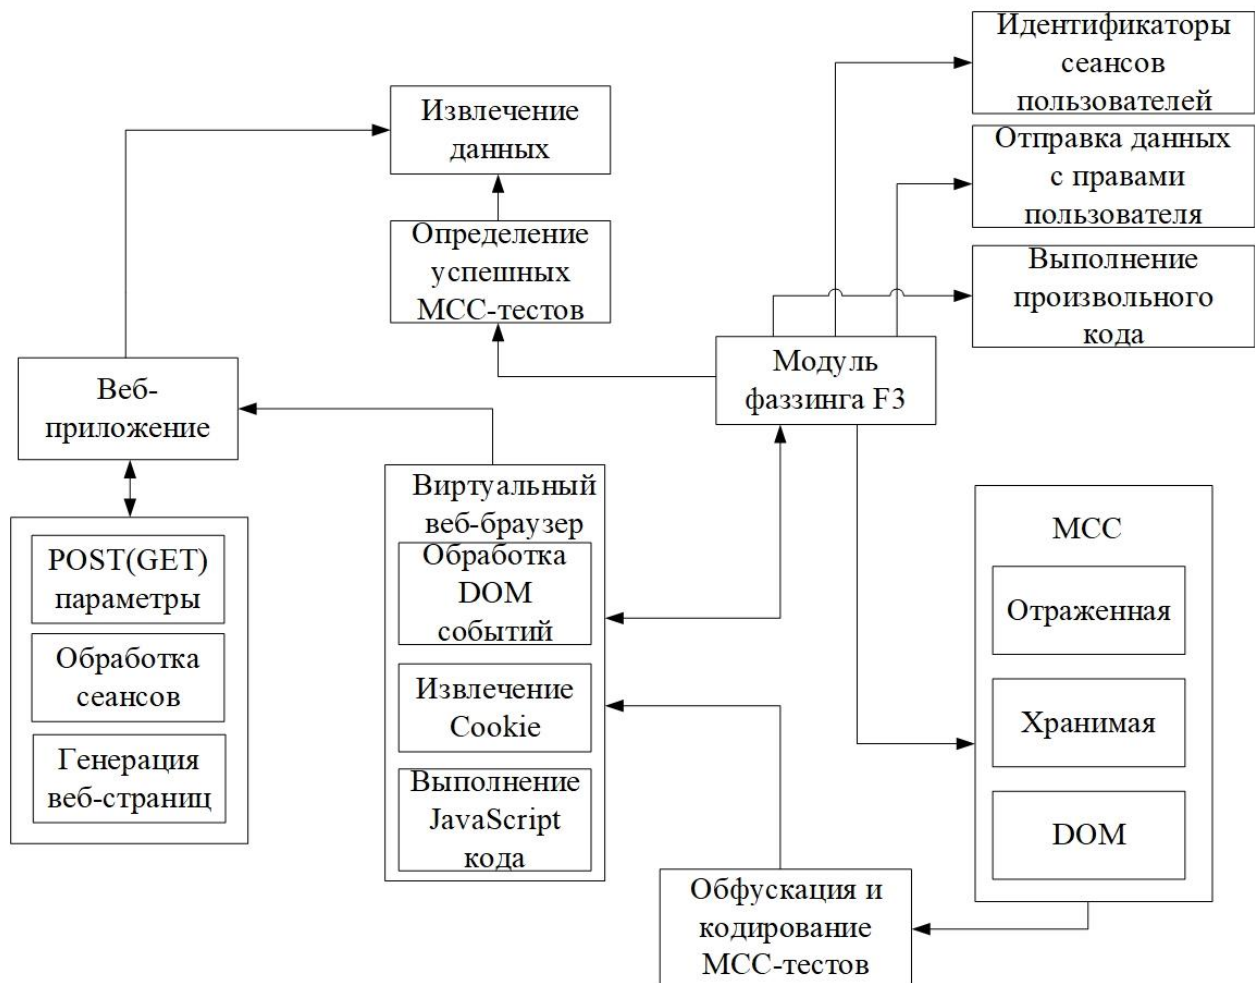 Идентификаторы
сеансов
пользователей
Извлечение
данных
Отправка данных
с правами
пользователя
Определение
успешных
МСС-тестов
Выполнение
произвольного
кода
Модуль
фаззинга F3
Веб-
приложение
Виртуальный
веб-браузер
Обработка
DOM
событий
Извлечение
Cookie
Выполнение
JavaScript
кода
POST(GET)
параметры
Обработка
сеансов
Генерация
веб-страниц
МСС
Отраженная
Хранимая
DOM
Обфускация и
кодирование
МСС-тестов